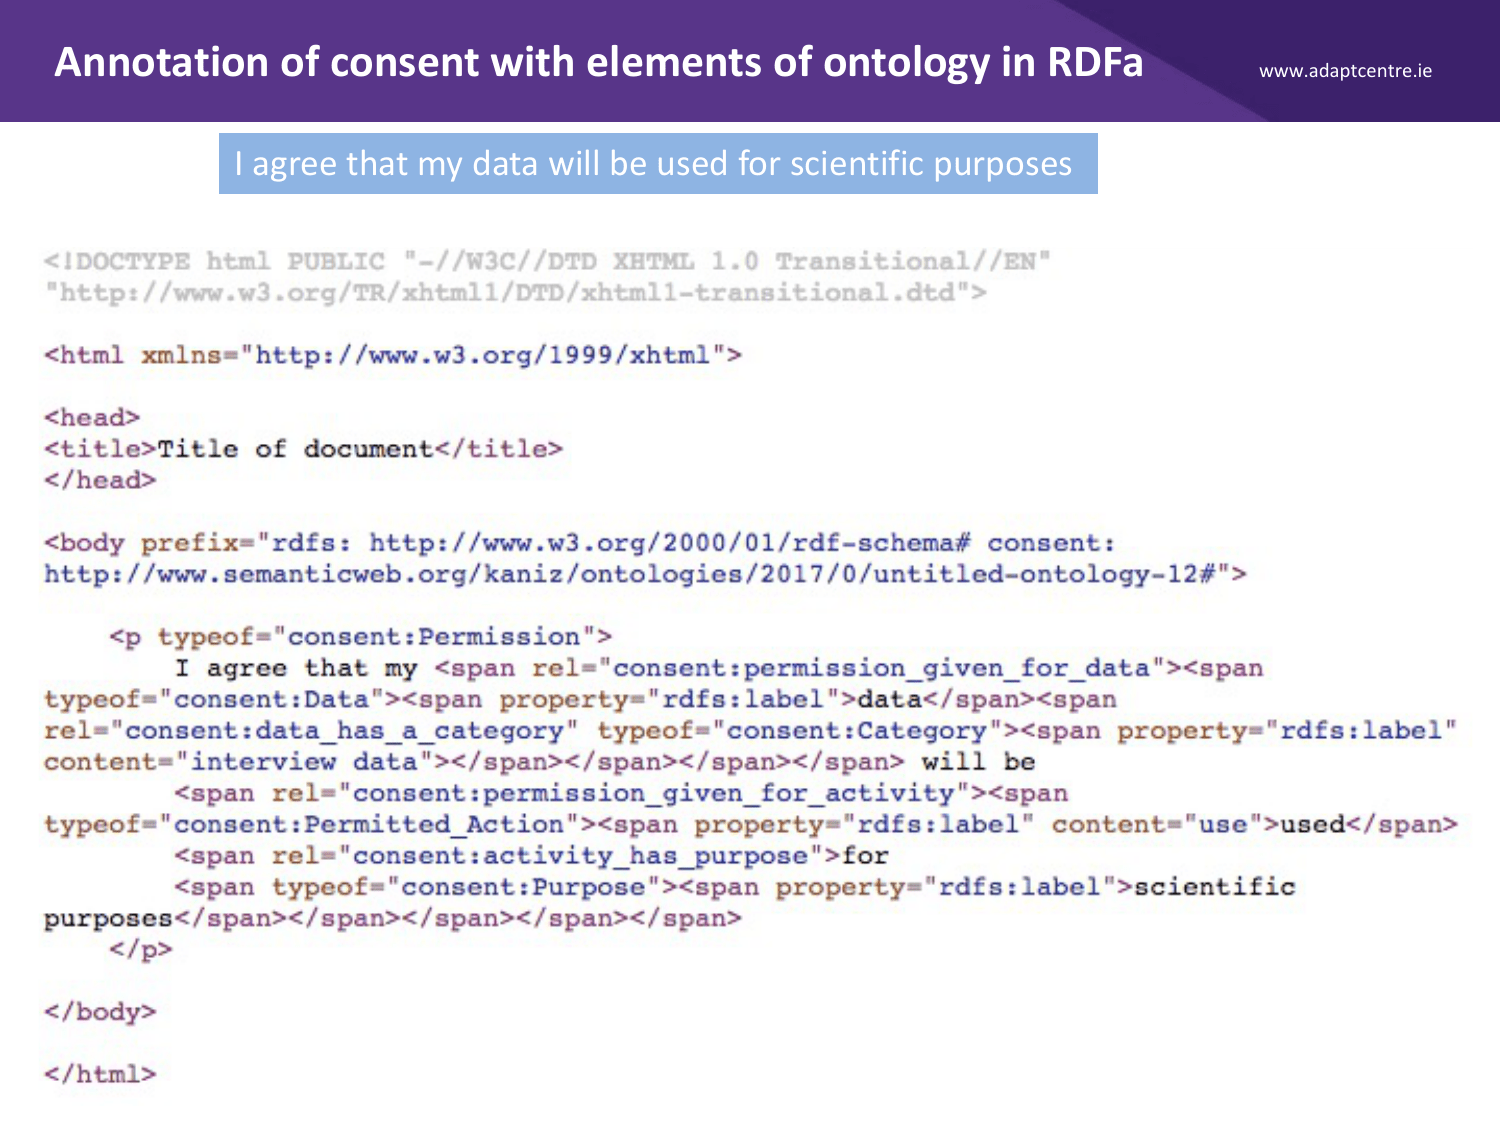 Annotation of consent with elements of ontology in RDFa
www.adaptcentre.ie
I agree that my data will be used for scientific purposes
<!DOCTYPE html PUBLIC "-//W3C//DTD XHTML 1.0 Transitional//EN"
"http://www.w3.org/TR/xhtml1/DTD/xhtml1-transitional.dtd">
<html xmlns="http://www.w3.org/1999/xhtml">
<head>
<title>Title of document</title>
</head>
<body prefix="rdfs: http://www.w3.org/2000/01/rdf-schema# consent:
http://www.semanticweb.org/kaniz/ontologies/2017/0/untitled-ontology-12#">
<p typeof="consent:Permission">
I agree that my <span rel="consent:permission_given_for_data"><span
typeof="consent:Data"><span property="rdfs:label">data</span><span
rel="consent:data_has_a_category" typeof="consent:Category"><span property="rdfs:label"
content="interview data"></span></span></span></span> will be
<span rel="consent:permission_given_for_activity"><span
typeof="consent:Permitted_Action"><span property="rdfs:label" content="use">used</span>
<span rel="consent:activity_has_purpose">for
<span typeof="consent:Purpose"><span property="rdfs:label">scientific
purposes</span></span></span></span></span>
</p>
</body>
</html>